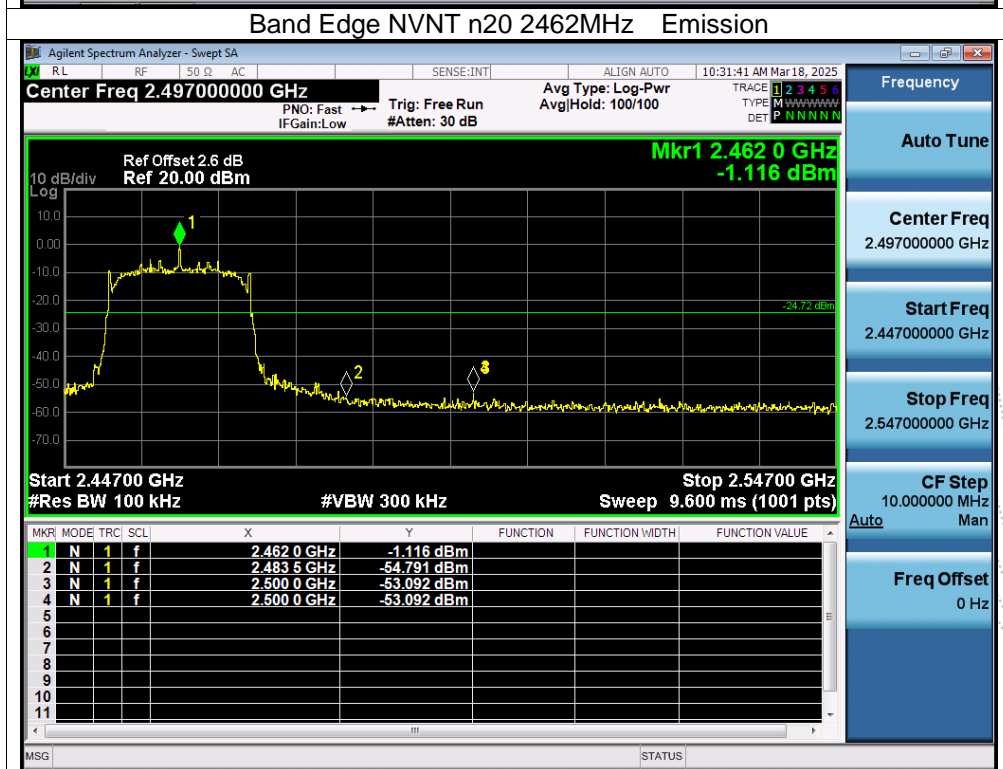 Band Edge NVNT n20 2462MHz Emission
Agilent Spectrum Analyzer - Swept SA
LXI RL RF 50 Ω AC SENSE:INT ALIGN AUTO 10:31:41 AM Mar 18, 2025
Center Freq 2.497000000 GHz
PNO: Fast
IFGain:Low
Trig: Free Run
#Atten: 30 dB
Avg Type: Log-Pwr
Avg|Hold: 100/100
TRACE 1 2 3 4 5 6
TYPE M WWWWW
DET P N N N N N
Ref Offset 2.6 dB
10 dB/div Ref 20.00 dBm
Log
Mkr1 2.462 0 GHz
-1.116 dBm
10.0
0.00
-10.0
-20.0
-30.0
-40.0
-50.0
-60.0
-70.0
1
2
-24.72 dBm
Start 2.44700 GHz Stop 2.54700 GHz
#Res BW 100 kHz #VBW 300 kHz Sweep 9.600 ms (1001 pts)
MKR MODE TRC SCL X Y FUNCTION FUNCTION WIDTH FUNCTION VALUE
1 N 1 f 2.462 0 GHz -1.116 dBm
2 N 1 f 2.483 5 GHz -54.791 dBm
3 N 1 f 2.500 0 GHz -53.092 dBm
4 N 1 f 2.500 0 GHz -53.092 dBm
5
6
7
8
9
10
11
MSG STATUS
Frequency
Auto Tune
Center Freq
2.497000000 GHz
Start Freq
2.447000000 GHz
Stop Freq
2.547000000 GHz
CF Step
10.000000 MHz
Auto Man
Freq Offset
0 Hz